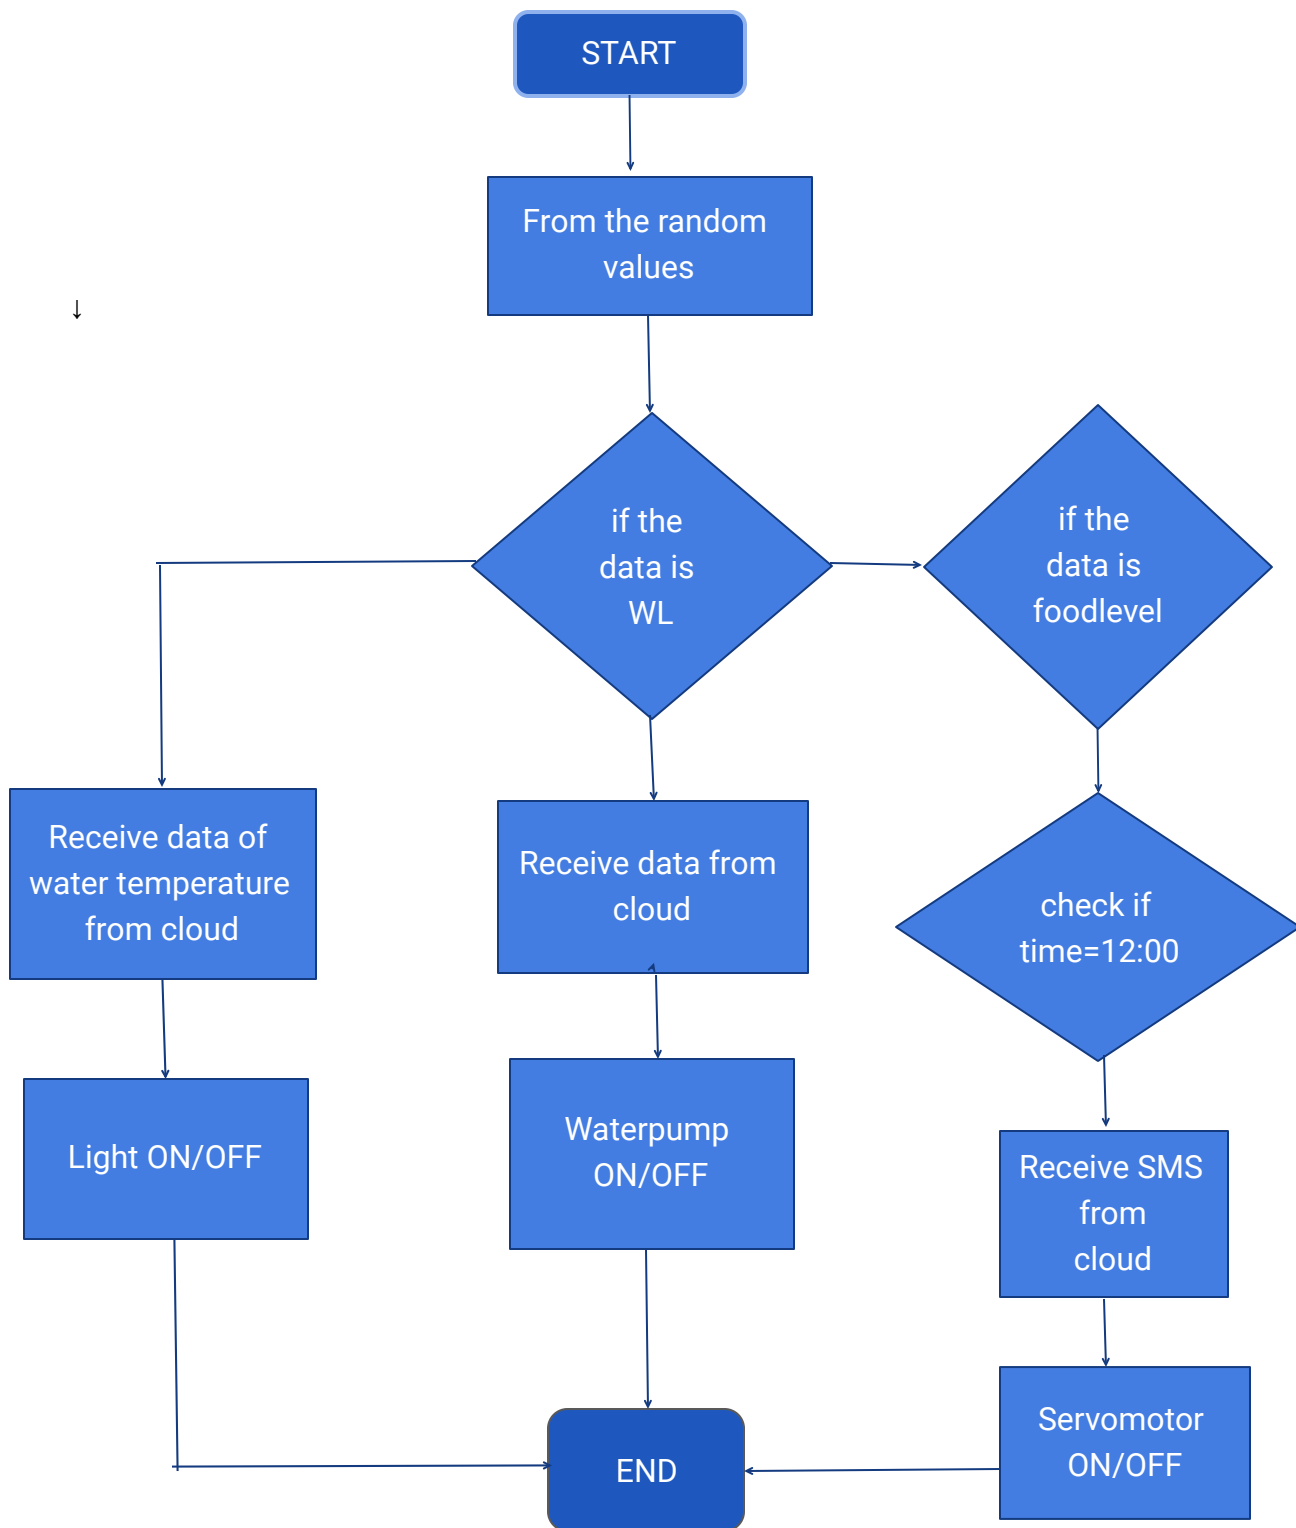 START
From the random
values
↓
if the
data is
WL
if the
data is
foodlevel
Receive data of
water temperature
from cloud
Receive data from
cloud
check if
time=12:00
Light ON/OFF
Waterpump
ON/OFF
Receive SMS
from
cloud
Servomotor
ON/OFF
END